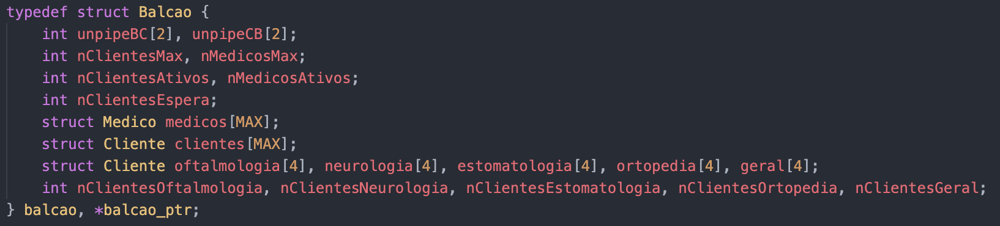 typedef struct Balcao {
    int unpipeBC[2], unpipeCB[2];
    int nClientesMax, nMedicosMax;
    int nClientesAtivos, nMedicosAtivos;
    int nClientesEspera;
    struct Medico medicos[MAX];
    struct Cliente clientes[MAX];
    struct Cliente oftalmologia[4], neurologia[4], estomatologia[4], ortopedia[4], geral[4];
    int nClientesOftalmologia, nClientesNeurologia, nClientesEstomatologia, nClientesOrtopedia, nClientesGeral;
} balcao, *balcao_ptr;